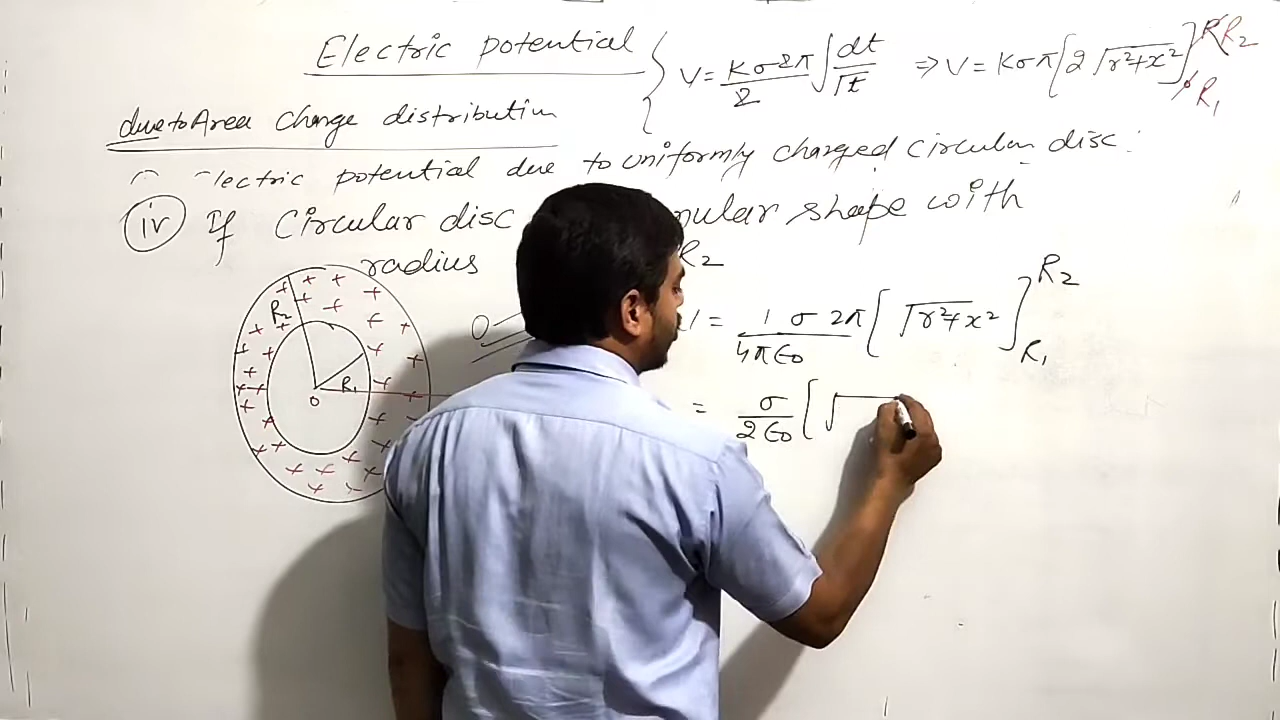 Electric potential
due to Area Charge distribution
V = Kσ2π/2 ∫ dt/√t ⇒ V = Kσπ[2√r²+x²] R R2 0 R1
lectric potential due to uniformly charged circular disc:
(iv) If Circular disc nular shape with
radius R2
= 1 σ 2π/4πϵ0 [√r²+x²] R2 R1
= σ/2ϵ0 [√
R2
R1
O